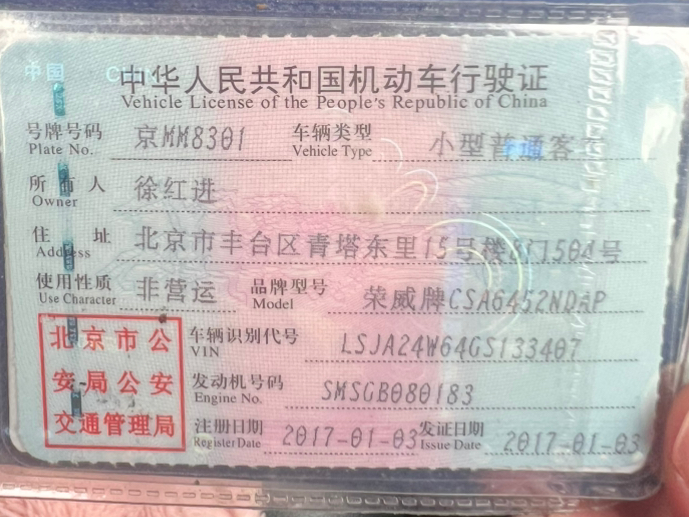 中国
中华人民共和国机动车行驶证
Vehicle License of the People's Republic of China
号牌号码 京MM8301 车辆类型 小型普通客车
Plate No. Vehicle Type
所有人 徐红进
Owner
住址 北京市丰台区青塔东里15号楼 504号
Address
使用性质 非营运 品牌型号 荣威牌CSA6452NDAP
Use Character Model
北京市公安局公安交通管理局
车辆识别代号 LSJA24W64GS133407
VIN
发动机号码 SMSGB080183
Engine No.
注册日期 2017-01-03 发证日期 2017-01-03
Register Date Issue Date